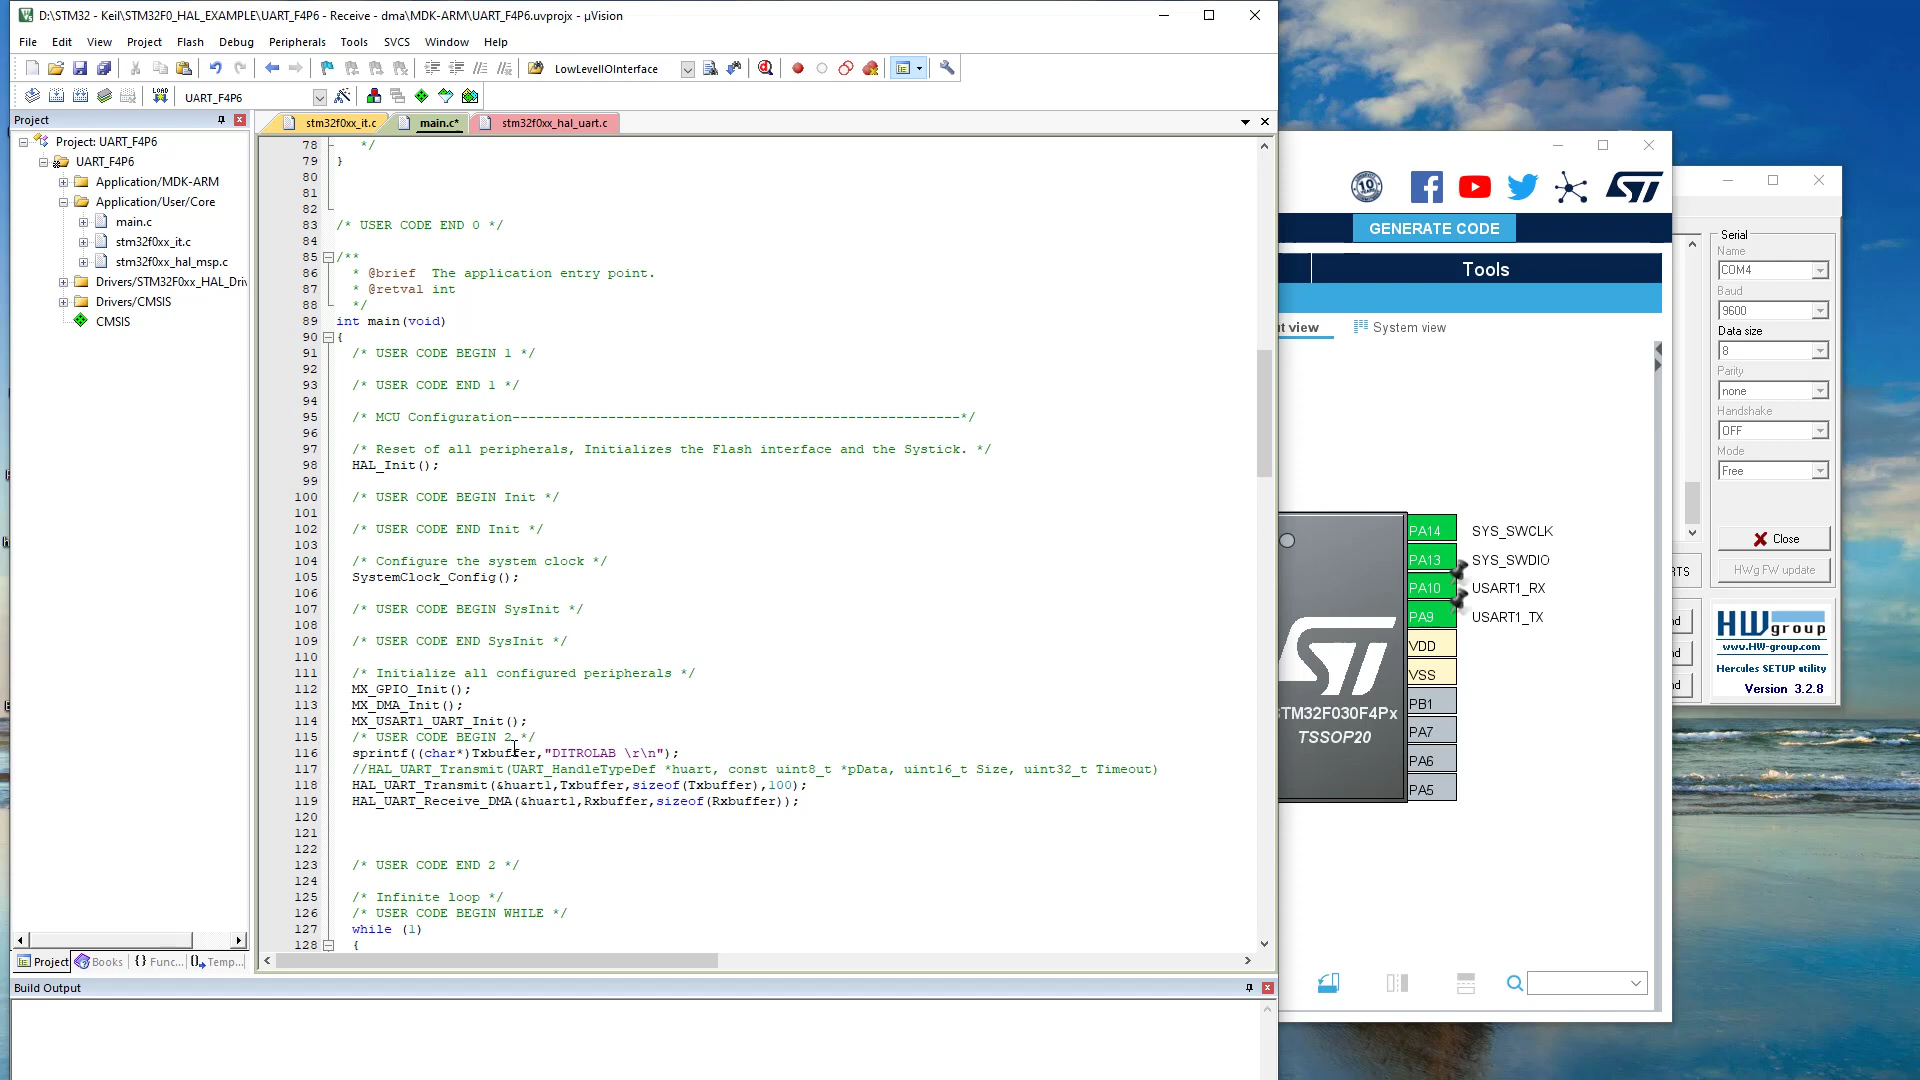 D:\STM32 - Keil\STM32F0_HAL_EXAMPLE\UART_F4P6 - Receive - dma\MDK-ARM\UART_F4P6.uvprojx - µVision
File Edit View Project Flash Debug Peripherals Tools SVCS Window Help
LowLevelIOInterface
LOAD
UART_F4P6
Project
Project: UART_F4P6
UART_F4P6
Application/MDK-ARM
Application/User/Core
main.c
stm32f0xx_it.c
stm32f0xx_hal_msp.c
Drivers/STM32F0xx_HAL_Driv
Drivers/CMSIS
CMSIS
Project Books {} Func... Temp...
stm32f0xx_it.c main.c* stm32f0xx_hal_uart.c
78 */
79 }
80
81
82
83 /* USER CODE END 0 */
84
85 /**
86 * @brief  The application entry point.
87 * @retval int
88 */
89 int main(void)
90 {
91 /* USER CODE BEGIN 1 */
92
93 /* USER CODE END 1 */
94
95 /* MCU Configuration--------------------------------------------------------*/
96
97 /* Reset of all peripherals, Initializes the Flash interface and the Systick. */
98 HAL_Init();
99
100 /* USER CODE BEGIN Init */
101
102 /* USER CODE END Init */
103
104 /* Configure the system clock */
105 SystemClock_Config();
106
107 /* USER CODE BEGIN SysInit */
108
109 /* USER CODE END SysInit */
110
111 /* Initialize all configured peripherals */
112 MX_GPIO_Init();
113 MX_DMA_Init();
114 MX_USART1_UART_Init();
115 /* USER CODE BEGIN 2 */
116 sprintf((char*)Txbuffer,"DITROLAB \r\n");
117 //HAL_UART_Transmit(UART_HandleTypeDef *huart, const uint8_t *pData, uint16_t Size, uint32_t Timeout)
118 HAL_UART_Transmit(&huart1,Txbuffer,sizeof(Txbuffer),100);
119 HAL_UART_Receive_DMA(&huart1,Rxbuffer,sizeof(Rxbuffer));
120
121
122
123 /* USER CODE END 2 */
124
125 /* Infinite loop */
126 /* USER CODE BEGIN WHILE */
127 while (1)
128 {
Build Output
10
ST
GENERATE CODE
Tools
ut view
System view
PA14 SYS_SWCLK
PA13 SYS_SWDIO
PA10 USART1_RX
PA9 USART1_TX
VDD
VSS
PB1
PA7
PA6
PA5
STM32F030F4Px
TSSOP20
Serial
Name
COM4
Baud
9600
Data size
8
Parity
none
Handshake
OFF
Mode
Free
Close
HWg FW update
RTS
nd
nd
nd
HWgroup
www.HW-group.com
Hercules SETUP utility
Version 3.2.8